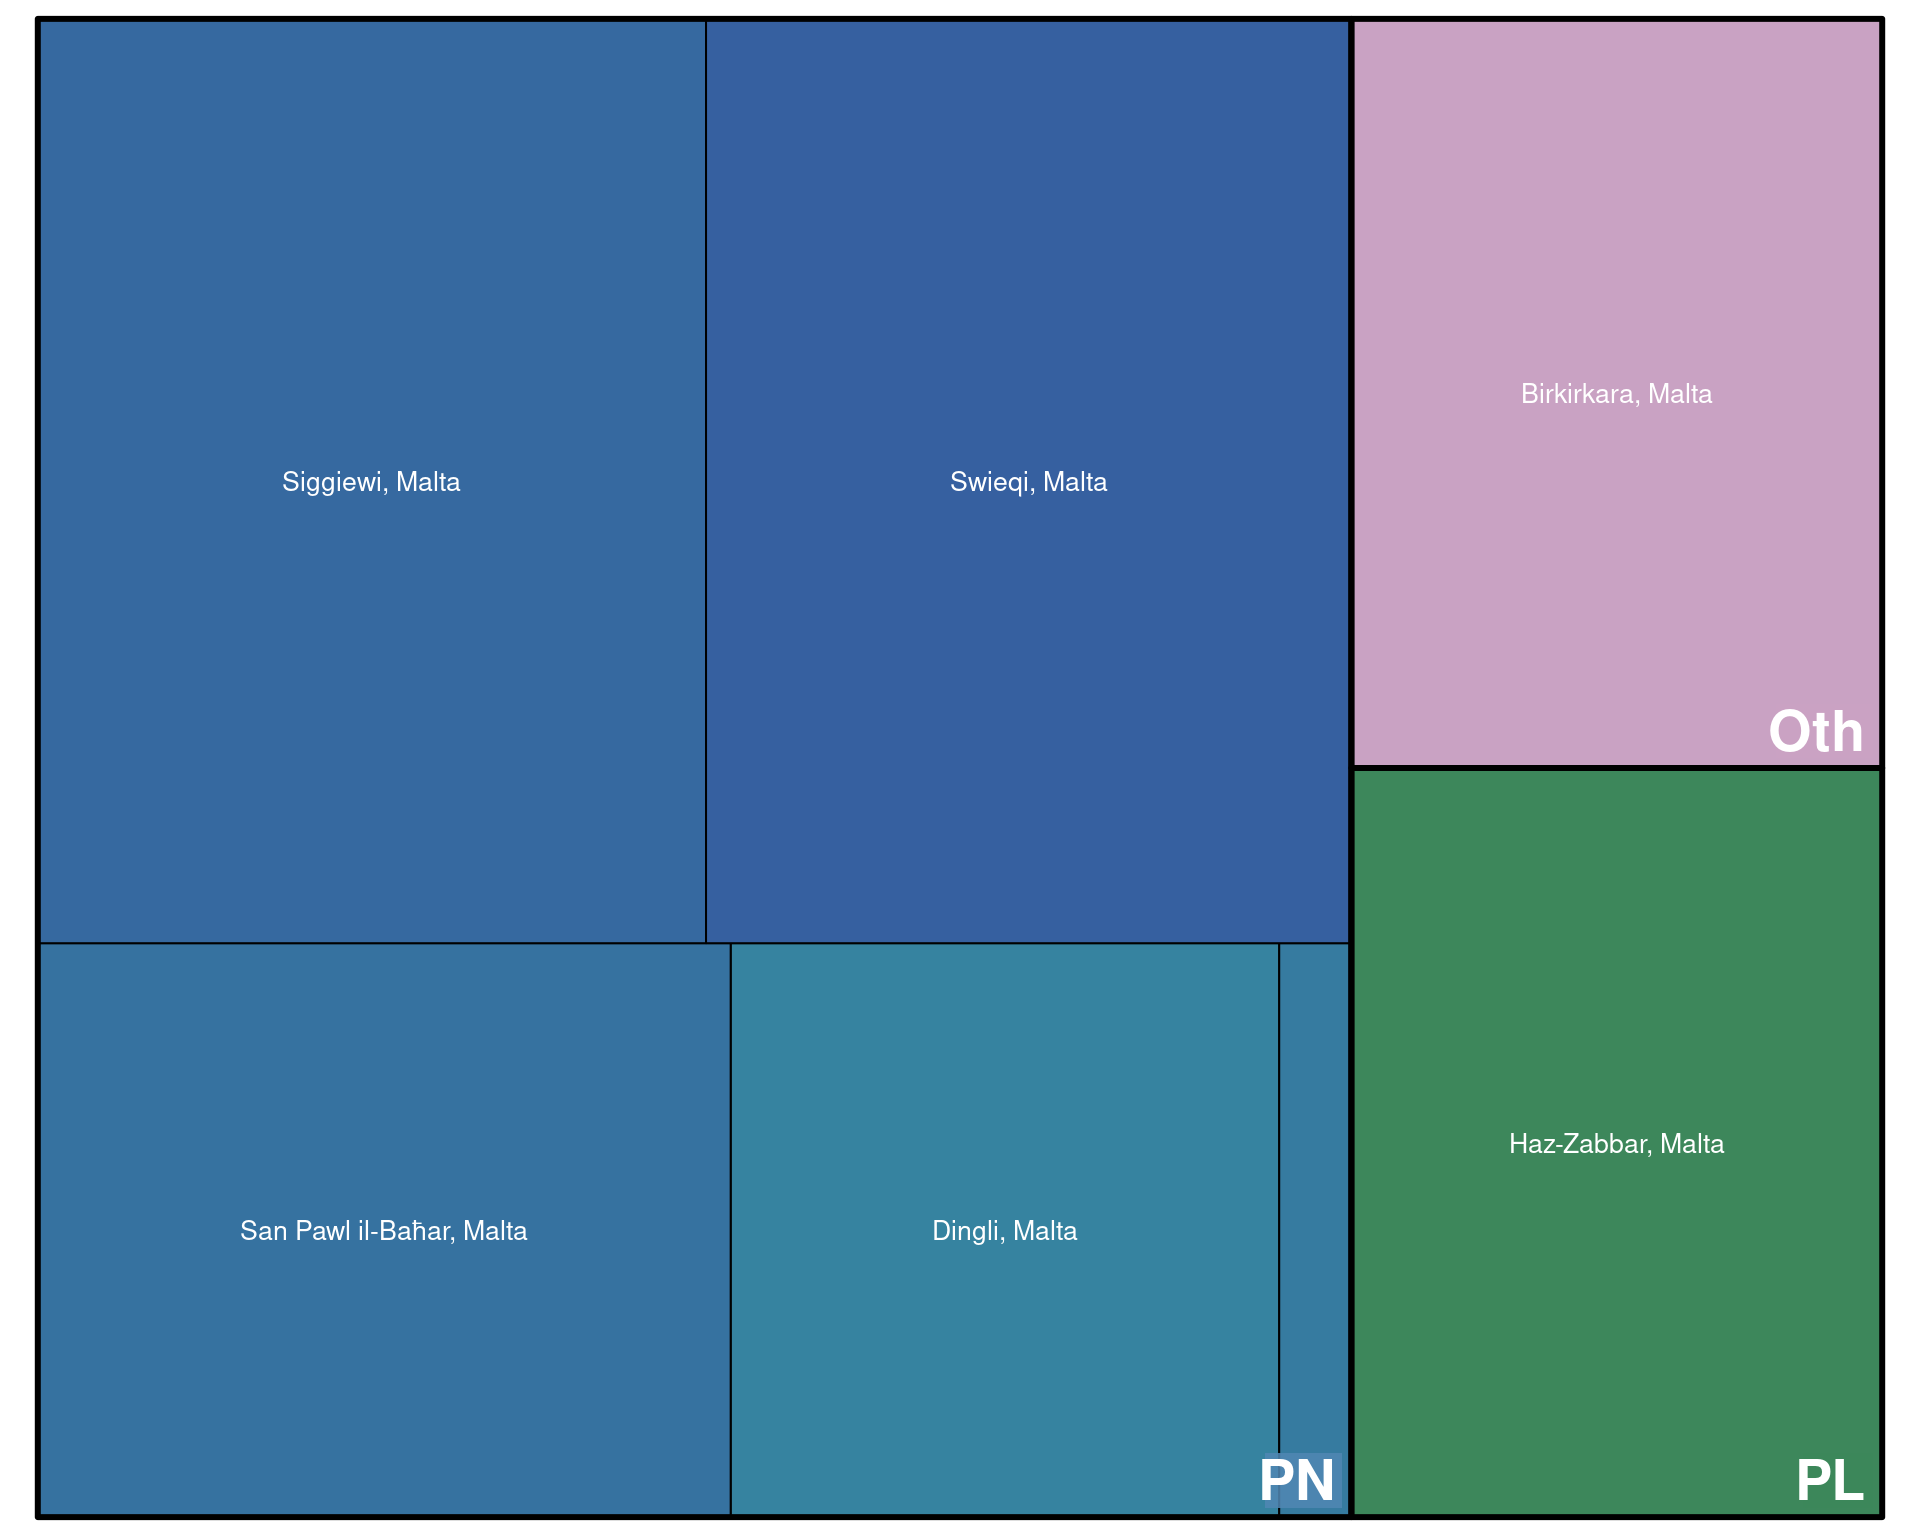 Siggiewi, Malta
Swieqi, Malta
Birkirkara, Malta
Oth
San Pawl il-Baħar, Malta
Dingli, Malta
PN
Haz-Zabbar, Malta
PL